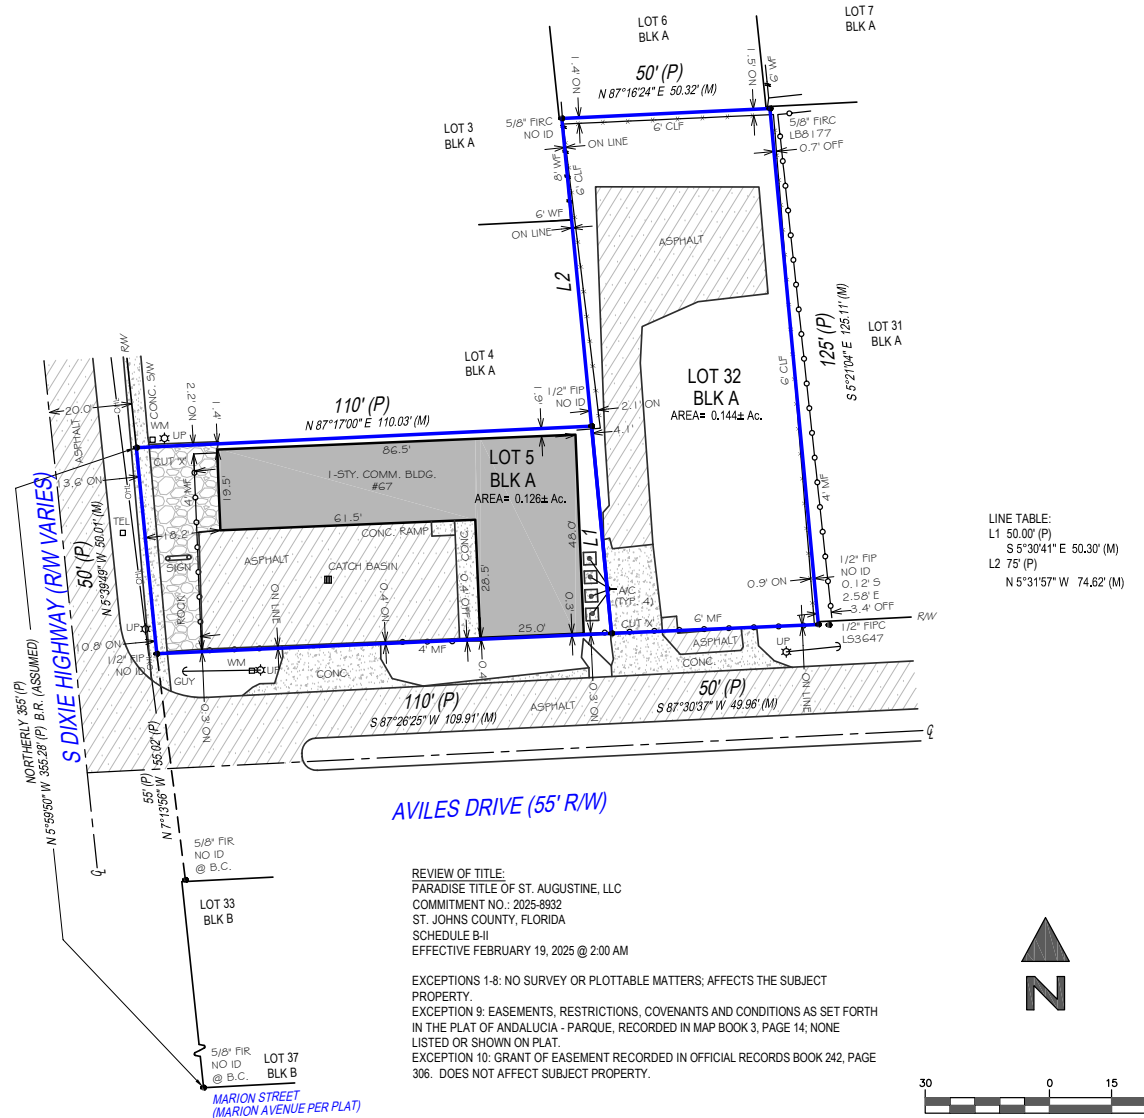 LOT 6
BLK A
LOT 7
BLK A
1.4' ON
50' (P)
N 87°16'24" E 50.32' (M)
1.5' ON
6' WF
LOT 3
BLK A
5/8" FIRC
NO ID
6' CLF
ON LINE
5/8" FIRC
LB8177
0.7' OFF
8' WF
6' CLF
6' WF
ON LINE
ASPHALT
L2
125' (P)
S 5°21'04" E 125.11' (M)
LOT 31
BLK A
6' CLF
LOT 4
BLK A
LOT 32
BLK A
AREA= 0.144± Ac.
1/2" FIP
NO ID
2.1' ON
4.1'
1.9'
110' (P)
N 87°17'00" E 110.03' (M)
R/W
CONC. S/W
2.2' ON
1.4'
20.0'
OHL
ASPHALT
WM
UP
CUT 'X'
3.6' ON
OHL
4' MF
19.5'
86.5'
1-STY. COMM. BLDG.
#67
LOT 5
BLK A
AREA= 0.126± Ac.
61.5'
CONC. RAMP
CONC.
48.0'
L1
4' MF
TEL
18.2'
SIGN
ROCK
ASPHALT
CATCH BASIN
28.5'
0.4' OFF
0.4' ON
ON LINE
0.3'
25.0'
A/C
(TYP. 4)
CUT 'X'
6' MF
ASPHALT
CONC.
UP
0.9' ON
1/2" FIP
NO ID
0.12' S
2.58' E
3.4' OFF
R/W
1/2" FIPC
LS3647
LINE TABLE:
L1 50.00' (P)
S 5°30'41" E 50.30' (M)
L2 75' (P)
N 5°31'57" W 74.62' (M)
S DIXIE HIGHWAY (R/W VARIES)
50' (P)
N 5°39'49" W 50.01' (M)
UP
10.8' ON
1/2" FIP
NO ID
OHL
WM
UP
GUY
0.3' ON
CONC.
4' MF
0.4'
0.3' ON
ON LINE
110' (P)
S 87°26'25" W 109.91' (M)
ASPHALT
50' (P)
S 87°30'37" W 49.96' (M)
NORTHERLY 355' (P)
N 5°59'50" W 355.28' (P) B.R. (ASSUMED)
55' (P)
N 7°13'56" W 55.02' (P)
AVILES DRIVE (55' R/W)
5/8" FIR
NO ID
@ B.C.
LOT 33
BLK B
REVIEW OF TITLE:
PARADISE TITLE OF ST. AUGUSTINE, LLC
COMMITMENT NO.: 2025-8932
ST. JOHNS COUNTY, FLORIDA
SCHEDULE B-II
EFFECTIVE FEBRUARY 19, 2025 @ 2:00 AM
EXCEPTIONS 1-8: NO SURVEY OR PLOTTABLE MATTERS; AFFECTS THE SUBJECT
PROPERTY.
EXCEPTION 9: EASEMENTS, RESTRICTIONS, COVENANTS AND CONDITIONS AS SET FORTH
IN THE PLAT OF ANDALUCIA - PARQUE, RECORDED IN MAP BOOK 3, PAGE 14; NONE
LISTED OR SHOWN ON PLAT.
EXCEPTION 10: GRANT OF EASEMENT RECORDED IN OFFICIAL RECORDS BOOK 242, PAGE
306. DOES NOT AFFECT SUBJECT PROPERTY.
5/8" FIR
NO ID
@ B.C.
LOT 37
BLK B
MARION STREET
(MARION AVENUE PER PLAT)
N
30
0
15